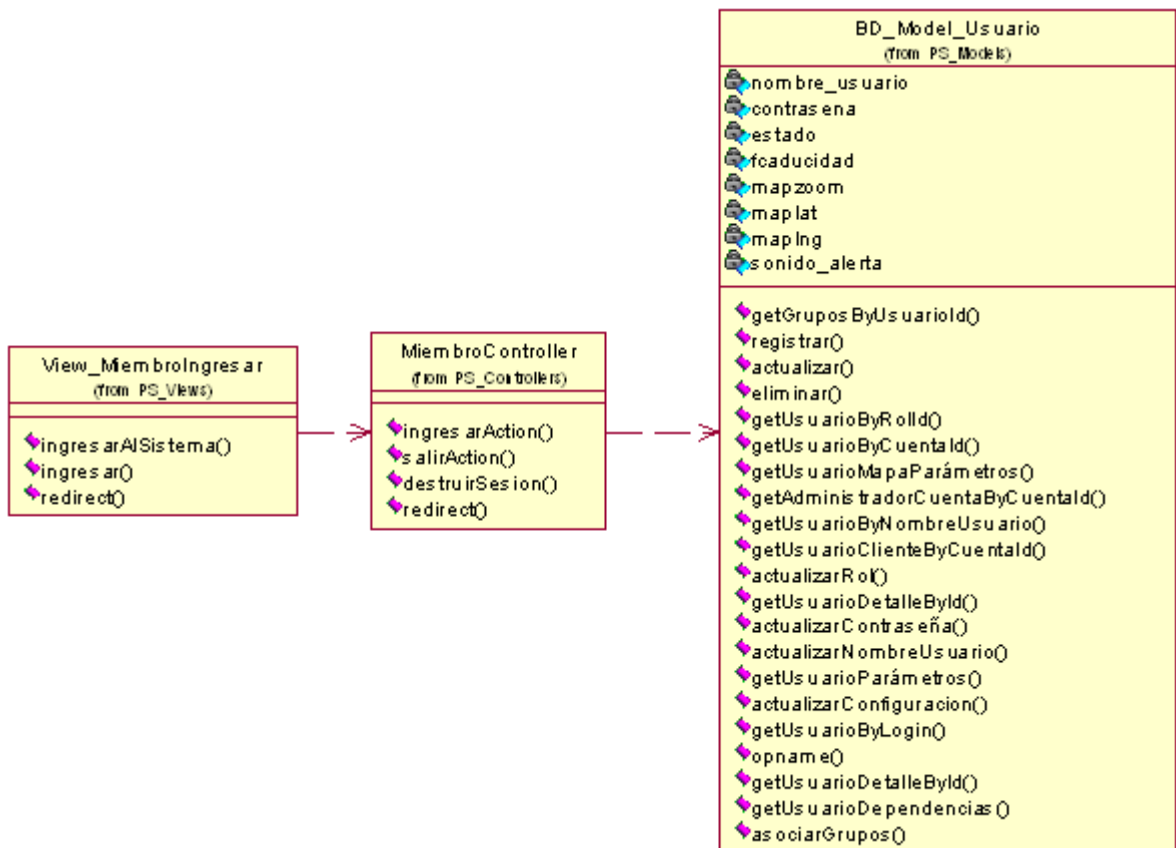 View_MiembroIngresar
(from PS_Views)
ingresarAlSistema()
ingresar()
redirect()
MiembroController
(from PS_Controllers)
ingresarAction()
salirAction()
destruirSesion()
redirect()
BD_Model_Usuario
(from PS_Models)
nombre_usuario
contrasena
estado
fcaducidad
mapzoom
maplat
maplng
sonido_alerta
getGruposByUsuarioId()
registrar()
actualizar()
eliminar()
getUsuarioByRolId()
getUsuarioByCuentaId()
getUsuarioMapaParámetros()
getAdministradorCuentaByCuentaId()
getUsuarioByNombreUsuario()
getUsuarioClienteByCuentaId()
actualizarRol()
getUsuarioDetalleById()
actualizarContraseña()
actualizarNombreUsuario()
getUsuarioParámetros()
actualizarConfiguracion()
getUsuarioByLogin()
opname()
getUsuarioDetalleById()
getUsuarioDependencias()
asociarGrupos()